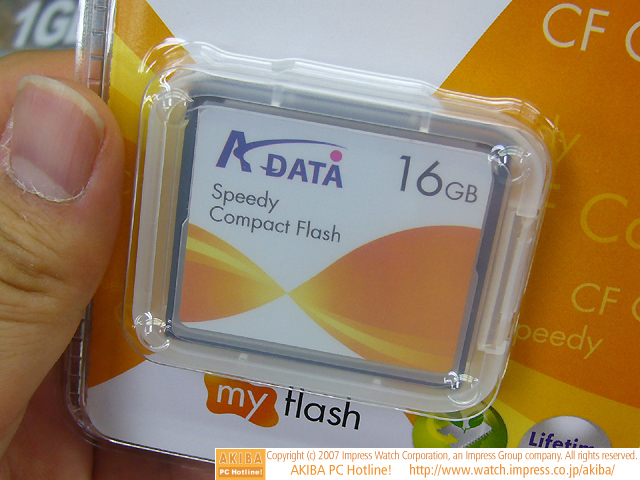 1G
CF C
A DATA
16GB
Speedy
Compact Flash
CF C
peedy
my flash
Lifetim
AKIBA
PC Hotline!
Copyright (c) 2007 Impress Watch Corporation, an Impress Group company. All rights reserved.
AKIBA PC Hotline! http://www.watch.impress.co.jp/akiba/